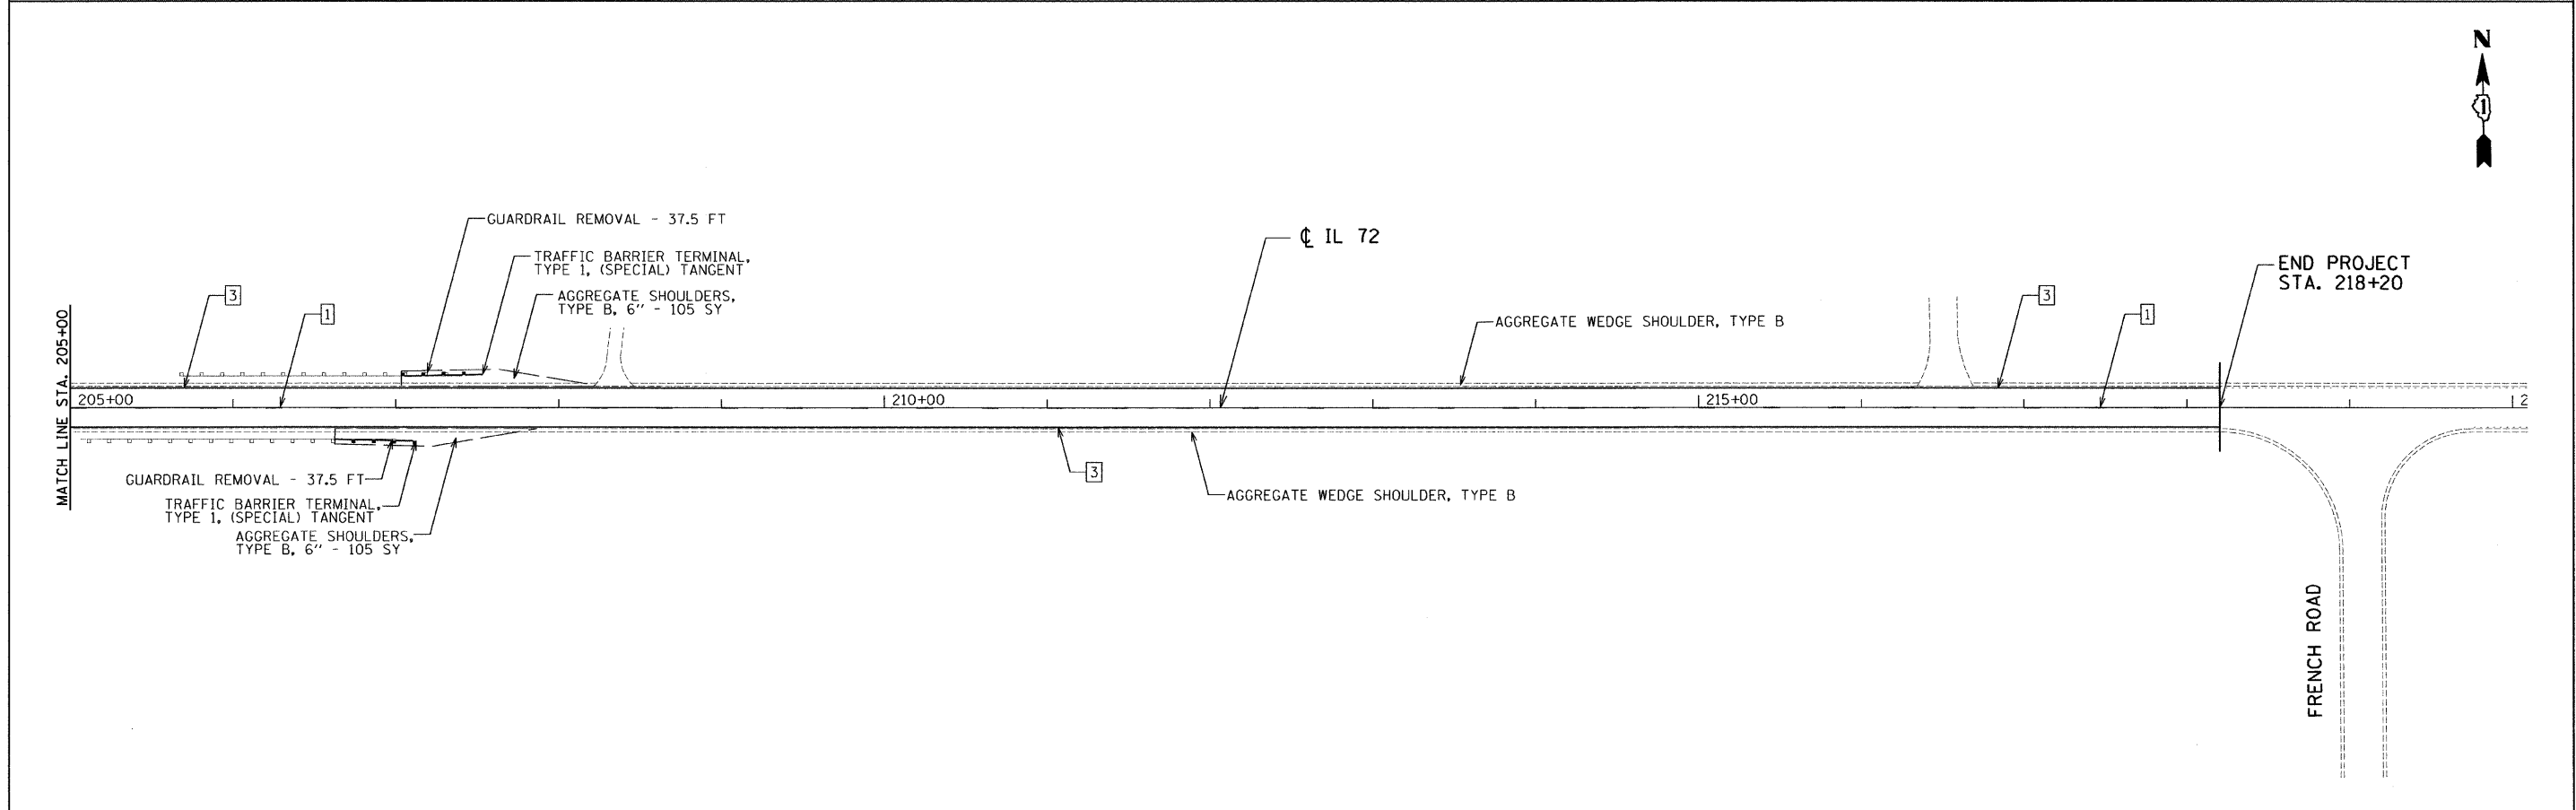 N
1
GUARDRAIL REMOVAL - 37.5 FT
TRAFFIC BARRIER TERMINAL,
TYPE 1, (SPECIAL) TANGENT
AGGREGATE SHOULDERS,
TYPE B, 6" - 105 SY
℄ IL 72
END PROJECT
STA. 218+20
3
1
AGGREGATE WEDGE SHOULDER, TYPE B
3
1
MATCH LINE STA. 205+00
205+00
210+00
215+00
2
GUARDRAIL REMOVAL - 37.5 FT
TRAFFIC BARRIER TERMINAL,
TYPE 1, (SPECIAL) TANGENT
AGGREGATE SHOULDERS,
TYPE B, 6" - 105 SY
3
AGGREGATE WEDGE SHOULDER, TYPE B
FRENCH ROAD